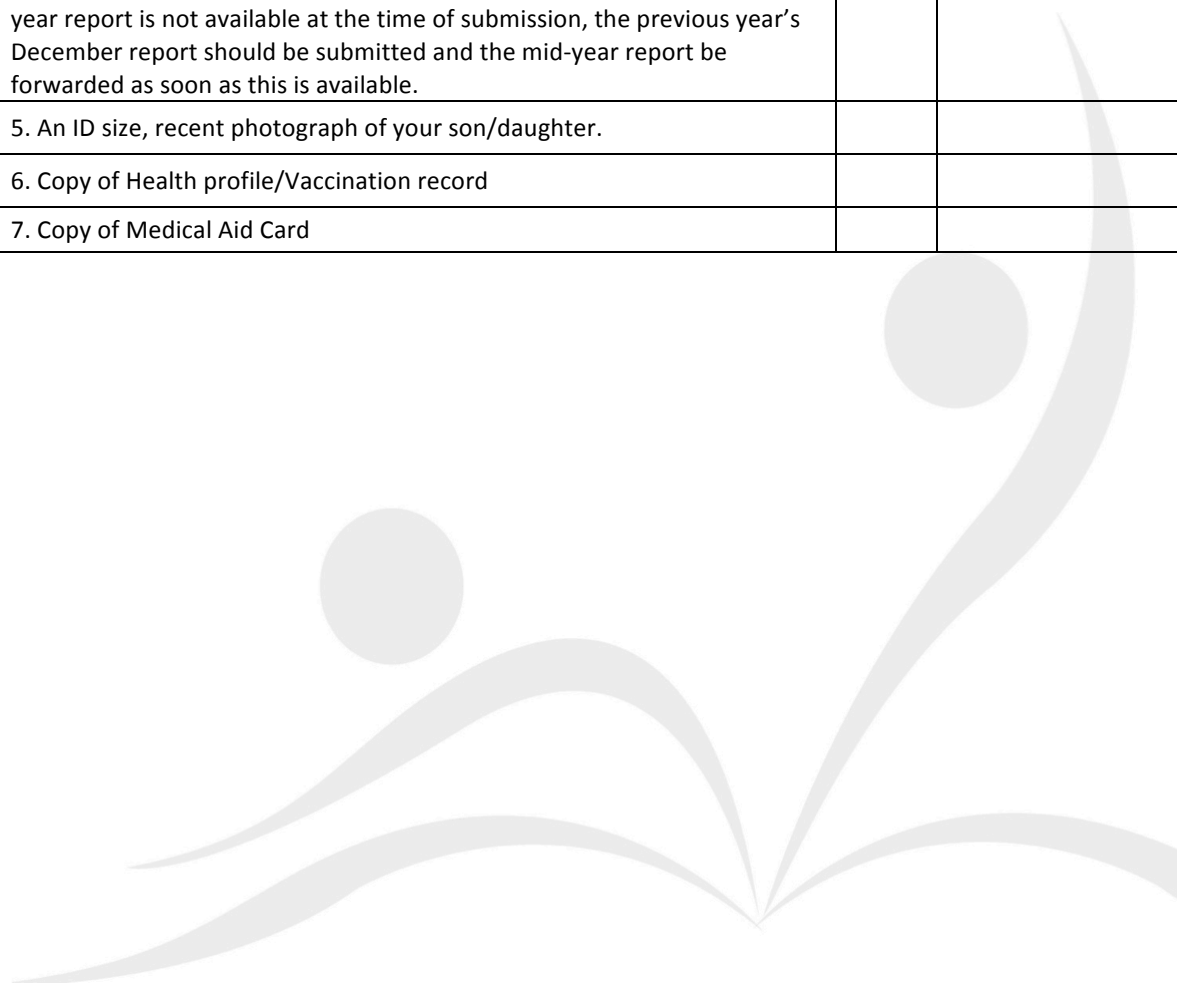 year report is not available at the time of submission, the previous year’s
December report should be submitted and the mid-year report be
forwarded as soon as this is available.
5. An ID size, recent photograph of your son/daughter.
6. Copy of Health profile/Vaccination record
7. Copy of Medical Aid Card